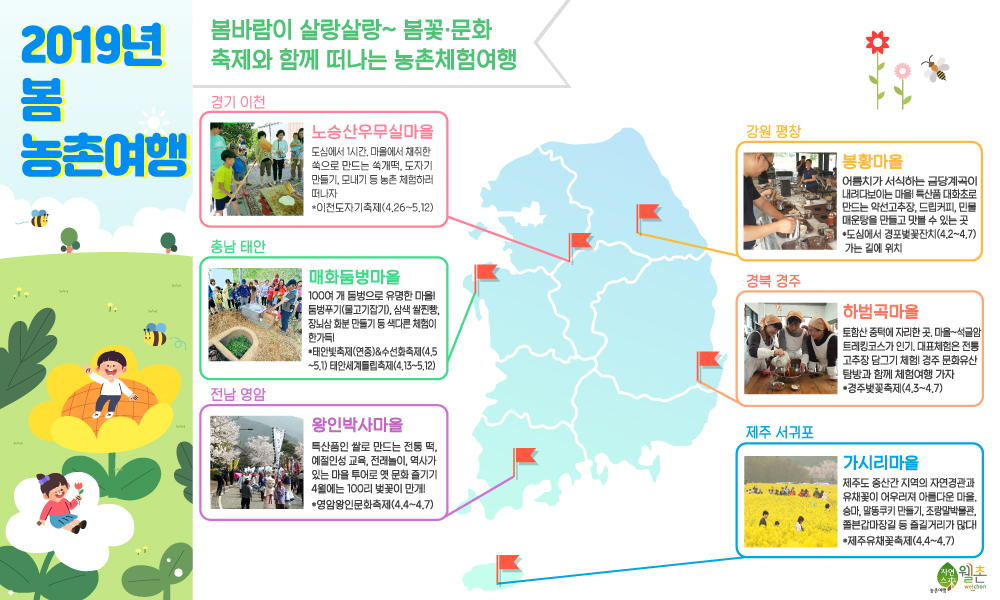 2019년
봄
농촌여행
봄바람이 살랑살랑~ 봄꽃·문화
축제와 함께 떠나는 농촌체험여행
경기 이천
노승산우무실마을
도심에서 1시간, 마을에서 채취한
쑥으로 만드는 쑥개떡, 도자기
만들기, 모내기 등 농촌 체험하러
떠나자
*이천도자기축제(4.26~5.12)
충남 태안
매화둠벙마을
100여 개 둠벙으로 유명한 마을!
둠벙푸기(물고기잡기), 삼색 쌀찐빵,
장뇌삼 화분 만들기 등 색다른 체험이
한가득!
*태안빛축제(연중)&수선화축제(4.5
~5.1) 태안세계튤립축제(4.13~5.12)
전남 영암
왕인박사마을
특산품인 쌀로 만드는 전통 떡,
예절인성 교육, 전래놀이, 역사가
있는 마을 투어로 옛 문화 즐기기
4월에는 100리 벚꽃이 만개!
*영암왕인문화축제(4.4~4.7)
강원 평창
봉황마을
어름치가 서식하는 금당계곡이
내려다보이는 마을! 특산품 대화초로
만드는 약선고추장, 드립커피, 민물
매운탕을 만들고 맛볼 수 있는 곳
*도심에서 경포벚꽃잔치(4.2~4.7)
가는 길에 위치
경북 경주
하범곡마을
토함산 중턱에 자리한 곳, 마을~석굴암
트레킹코스가 인기, 대표체험은 전통
고추장 담그기 체험! 경주 문화유산
탐방과 함께 체험여행 가자
*경주벚꽃축제(4.3~4.7)
제주 서귀포
가시리마을
제주도 중산간 지역의 자연경관과
유채꽃이 어우러져 아름다운 마을,
승마, 말똥쿠키 만들기, 조랑말박물관,
쫄븐갑마장길 등 즐길거리가 많다!
*제주유채꽃축제(4.4~4.7)
자연
스推
농촌여행
웰촌
welchon